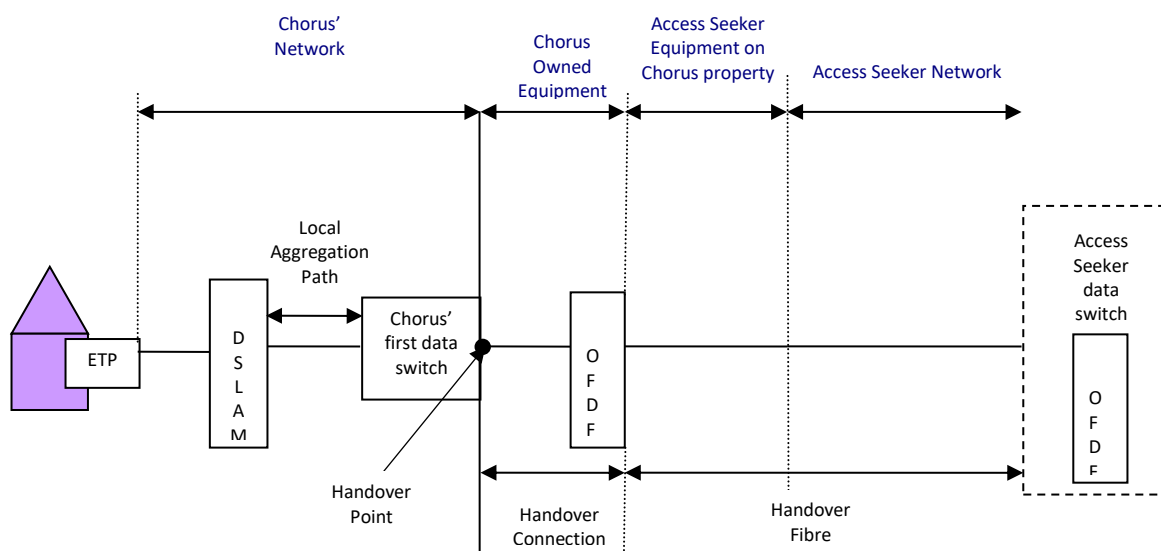 Chorus'
Network
Chorus
Owned
Equipment
Access Seeker
Equipment on
Chorus property
Access Seeker Network
Local
Aggregation
Path
ETP
D
S
L
A
M
Chorus'
first data
switch
O
F
D
F
Access
Seeker
data
switch
O
F
D
F
Handover
Point
Handover
Connection
Handover
Fibre